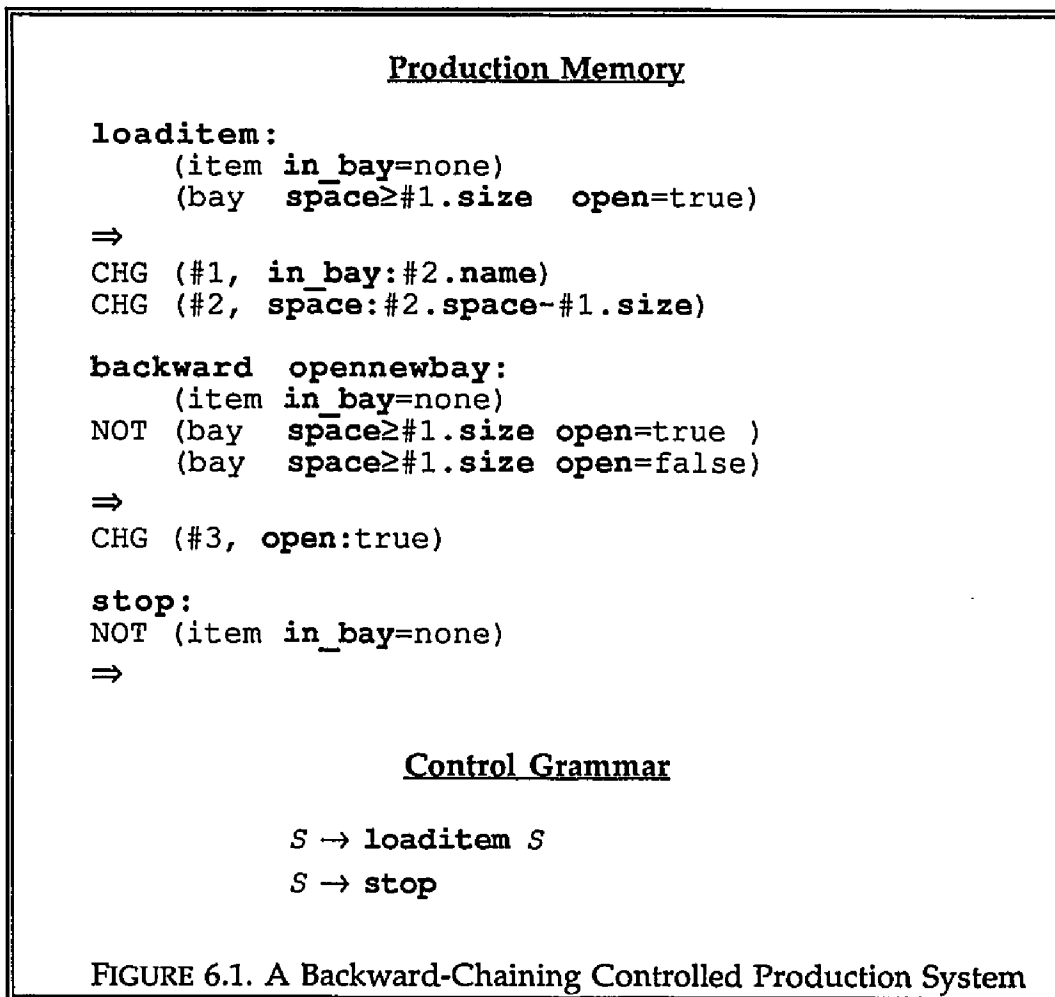 Production Memory
loaditem:
(item in_bay=none)
(bay space≥#1.size open=true)
⇒
CHG (#1, in_bay:#2.name)
CHG (#2, space:#2.space-#1.size)
backward opennewbay:
(item in_bay=none)
NOT (bay space≥#1.size open=true )
(bay space≥#1.size open=false)
⇒
CHG (#3, open:true)
stop:
NOT (item in_bay=none)
⇒
Control Grammar
S → loaditem S
S → stop
FIGURE 6.1. A Backward-Chaining Controlled Production System